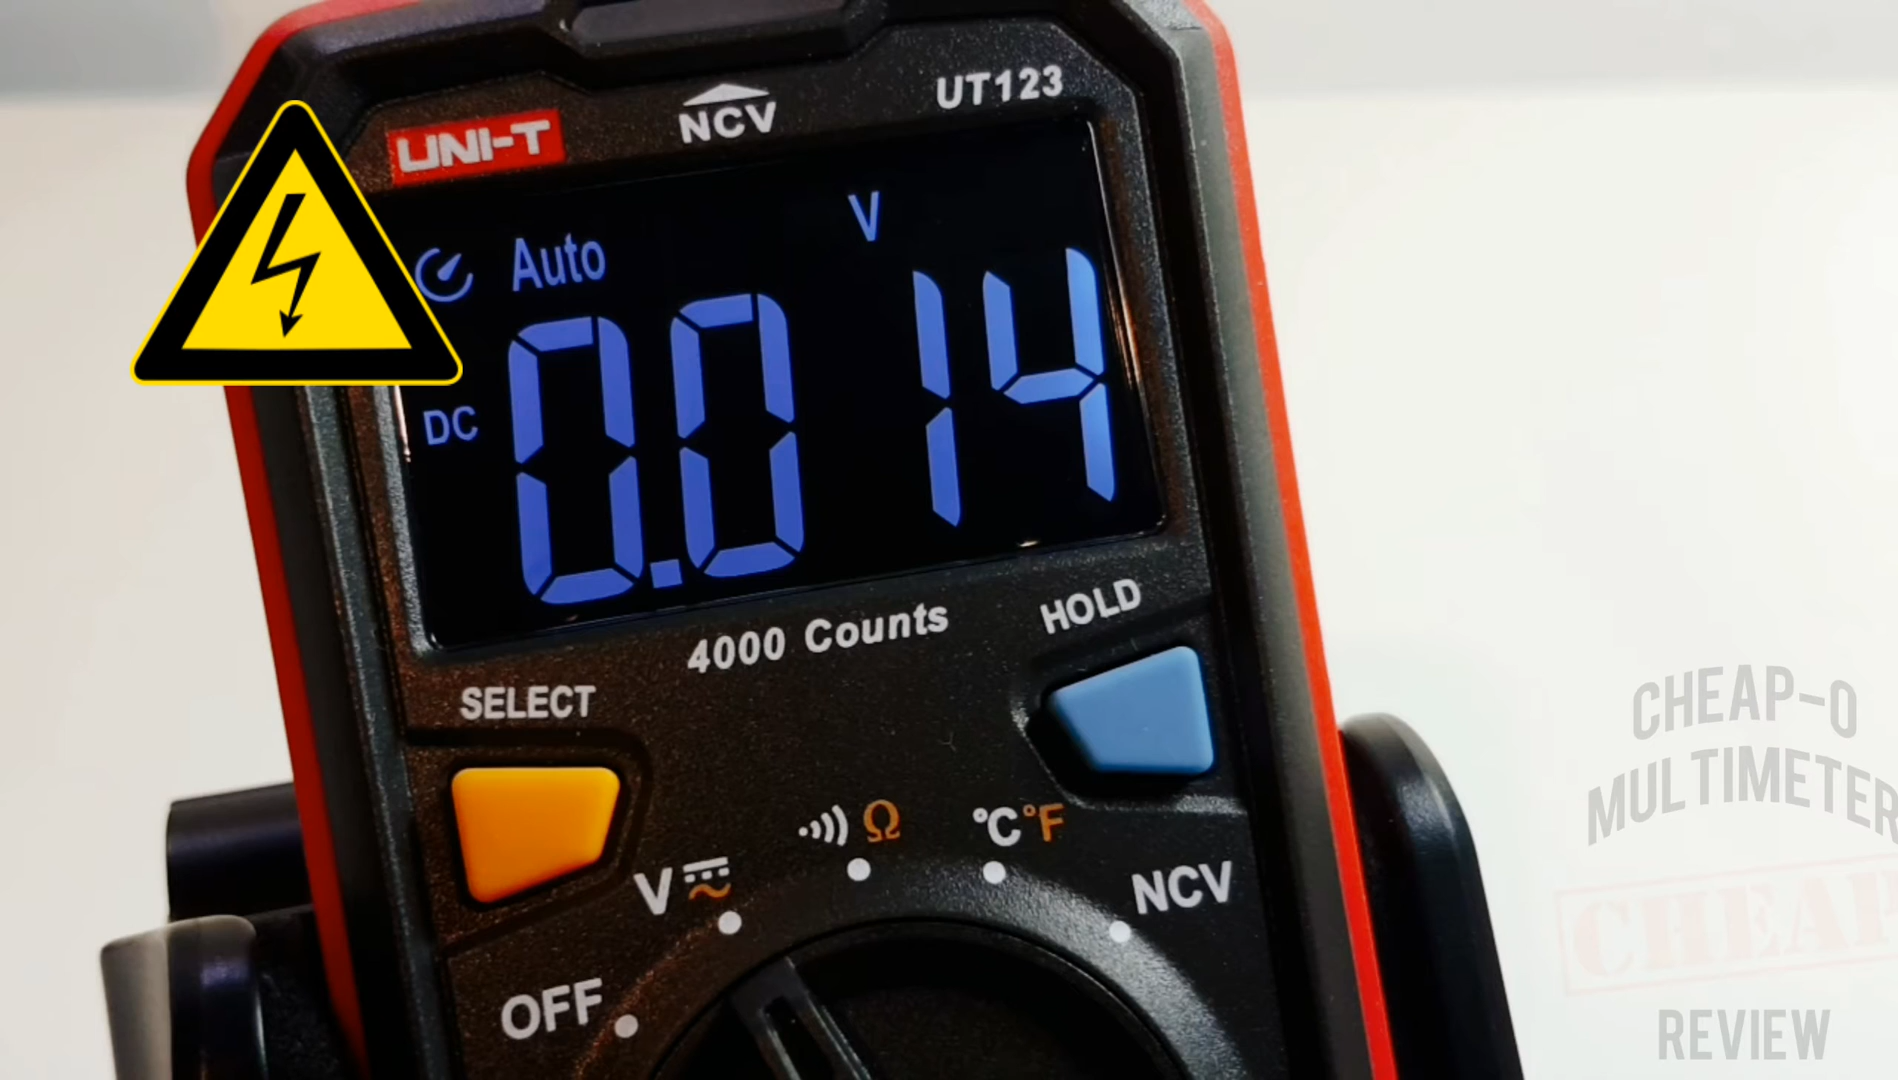 UT123
NCV
UNI-T
V
Auto
DC
0.014
4000 Counts
HOLD
SELECT
Ω
°C°F
V
NCV
OFF
CHEAP-O
MULTIMETER
CHEAP
REVIEW